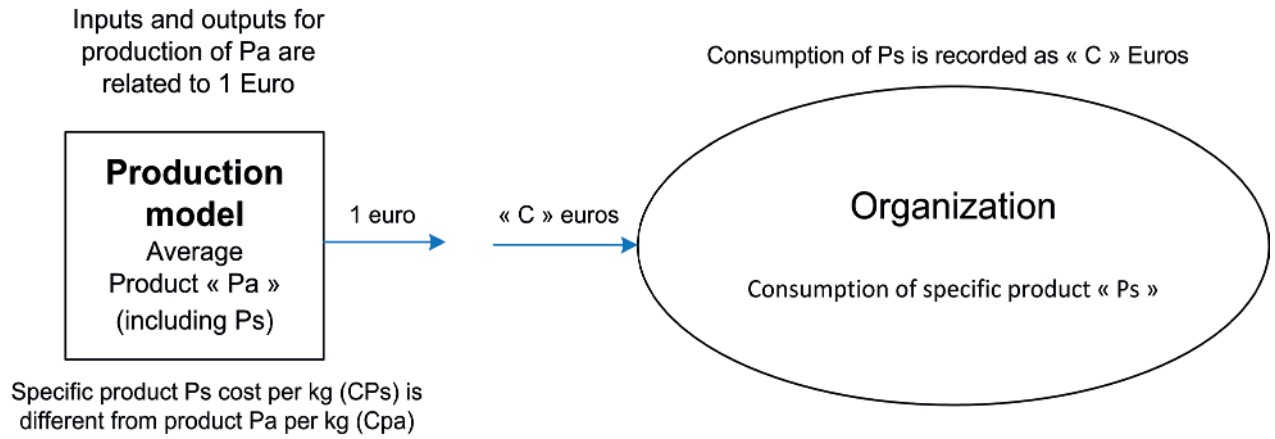 Inputs and outputs for
production of Pa are
related to 1 Euro
Consumption of Ps is recorded as « C » Euros
Production
model
Average
Product « Pa »
(including Ps)
1 euro
« C » euros
Organization
Consumption of specific product « Ps »
Specific product Ps cost per kg (CPs) is
different from product Pa per kg (Cpa)